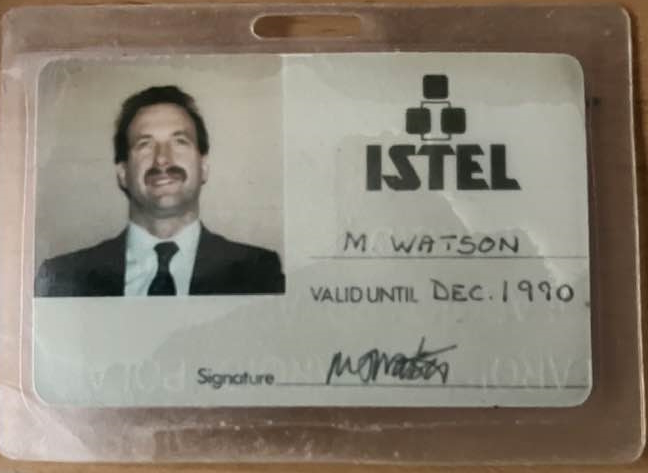 ISTEL
M. WATSON
VALID UNTIL DEC. 1990
Signature